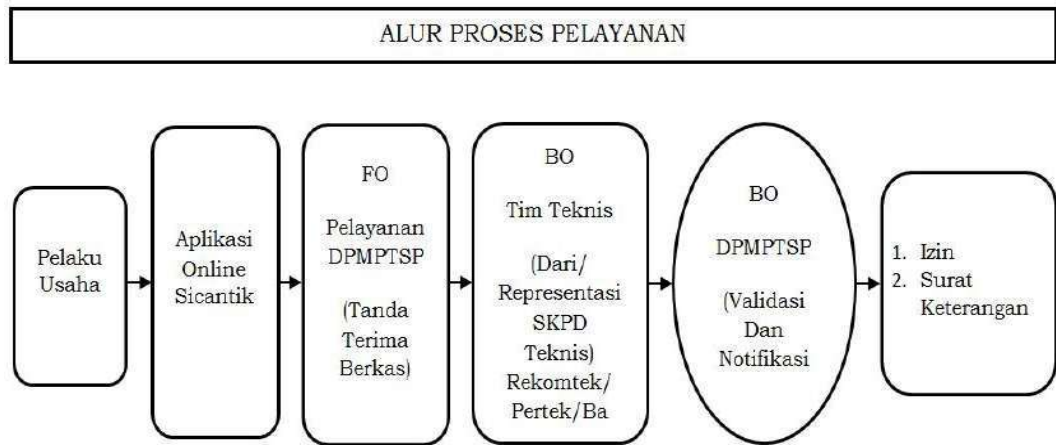 ALUR PROSES PELAYANAN
Pelaku
Usaha
Aplikasi
Online
Sicantik
FO
Pelayanan
DPMPTSP
(Tanda
Terima
Berkas)
BO
Tim Teknis
(Dari/
Representasi
SKPD
Teknis)
Rekomtek/
Pertek/Ba
BO
DPMPTSP
(Validasi
Dan
Notifikasi
1. Izin
2. Surat
Keterangan